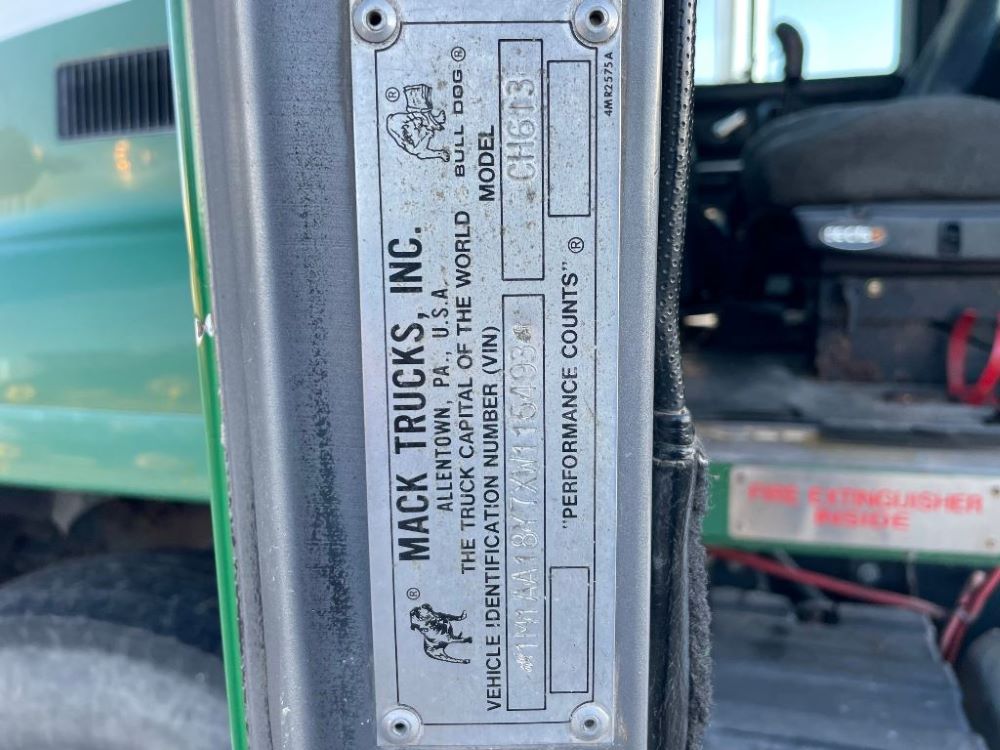 MACK TRUCKS, INC. ®
ALLENTOWN, PA., U.S.A.
THE TRUCK CAPITAL OF THE WORLD
BULL DOG®
VEHICLE IDENTIFICATION NUMBER (VIN)
MODEL
*1M1AA18Y7XW115493*
CH613
"PERFORMANCE COUNTS" ®
4MR2575A
®
FIRE EXTINGUISHER
INSIDE